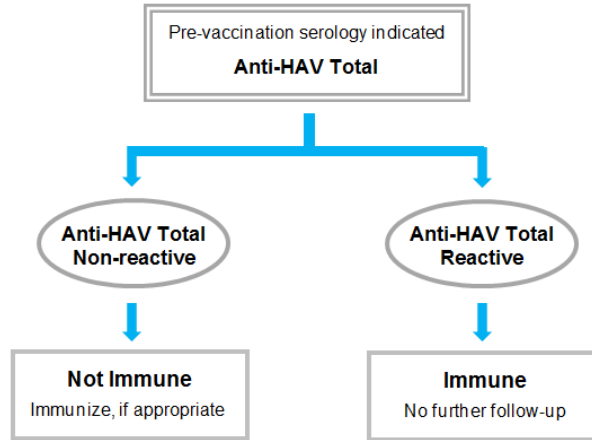 Pre-vaccination serology indicated
Anti-HAV Total
Anti-HAV Total
Non-reactive
Anti-HAV Total
Reactive
Not Immune
Immunize, if appropriate
Immune
No further follow-up